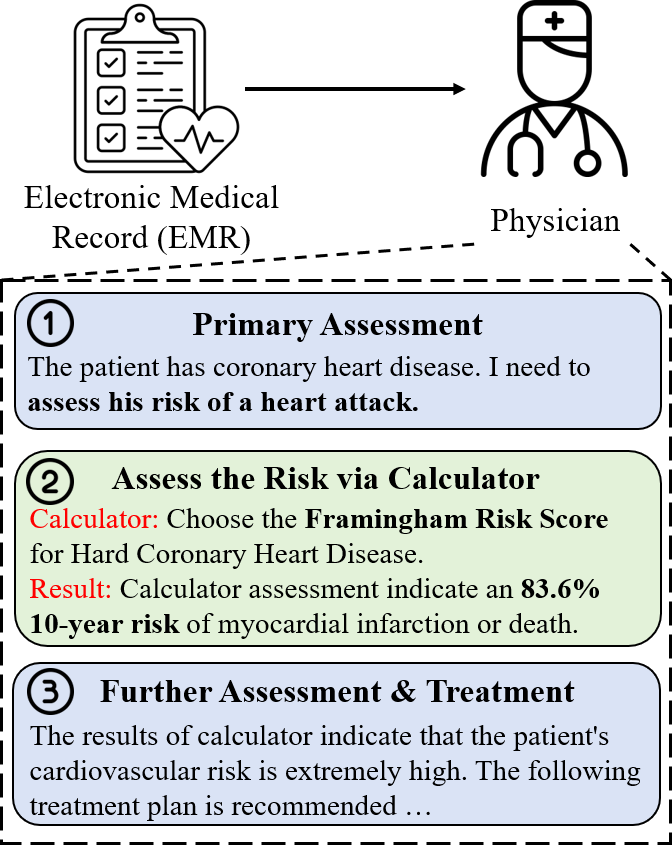 Electronic Medical
Record (EMR)
Physician
1 Primary Assessment
The patient has coronary heart disease. I need to
assess his risk of a heart attack.
2 Assess the Risk via Calculator
Calculator: Choose the Framingham Risk Score
for Hard Coronary Heart Disease.
Result: Calculator assessment indicate an 83.6%
10-year risk of myocardial infarction or death.
3 Further Assessment & Treatment
The results of calculator indicate that the patient's
cardiovascular risk is extremely high. The following
treatment plan is recommended …